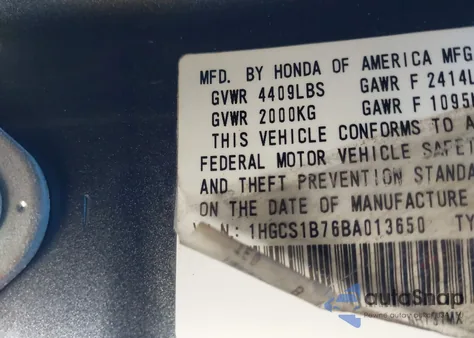 MFD. BY HONDA OF AMERICA MFG
GVWR 4409LBS GAWR F 2414L
GVWR 2000KG GAWR F 1095
THIS VEHICLE CONFORMS TO A
FEDERAL MOTOR VEHICLE SAFET
AND THEFT PREVENTION STANDA
ON THE DATE OF MANUFACTURE
V.I.N.: 1HGCS1B76BA013650 TY
autoSnap